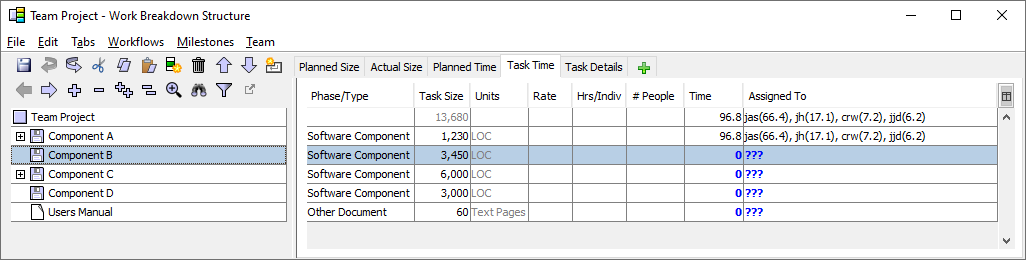 Team Project - Work Breakdown Structure
File Edit Tabs Workflows Milestones Team
Planned Size Actual Size Planned Time Task Time Task Details
Phase/Type Task Size Units Rate Hrs/Indiv # People Time Assigned To
Team Project 13,680 96.8 jas(66.4), jh(17.1), crw(7.2), jjd(6.2)
Component A Software Component 1,230 LOC 96.8 jas(66.4), jh(17.1), crw(7.2), jjd(6.2)
Component B Software Component 3,450 LOC 0 ???
Component C Software Component 6,000 LOC 0 ???
Component D Software Component 3,000 LOC 0 ???
Users Manual Other Document 60 Text Pages 0 ???